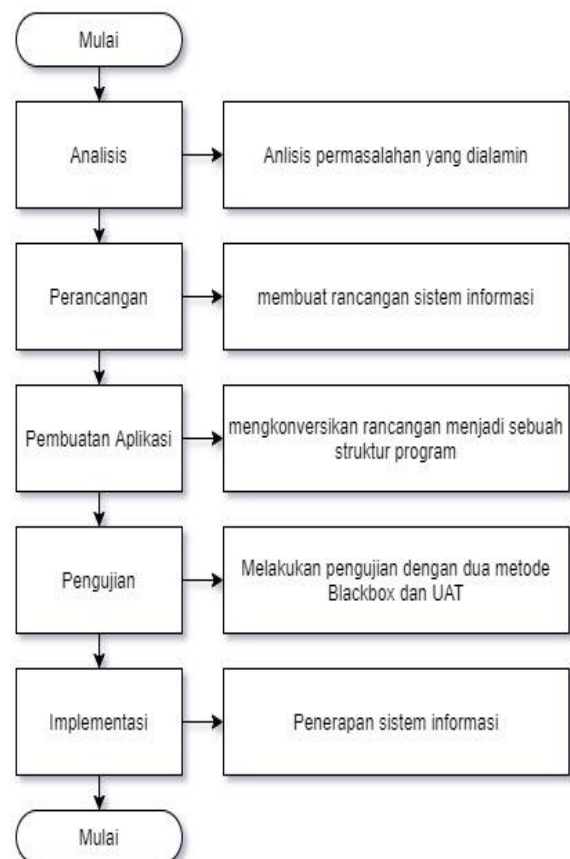 Mulai
Analisis
Anlisis permasalahan yang dialamin
Perancangan
membuat rancangan sistem informasi
Pembuatan Aplikasi
mengkonversikan rancangan menjadi sebuah
struktur program
Pengujian
Melakukan pengujian dengan dua metode
Blackbox dan UAT
Implementasi
Penerapan sistem informasi
Mulai